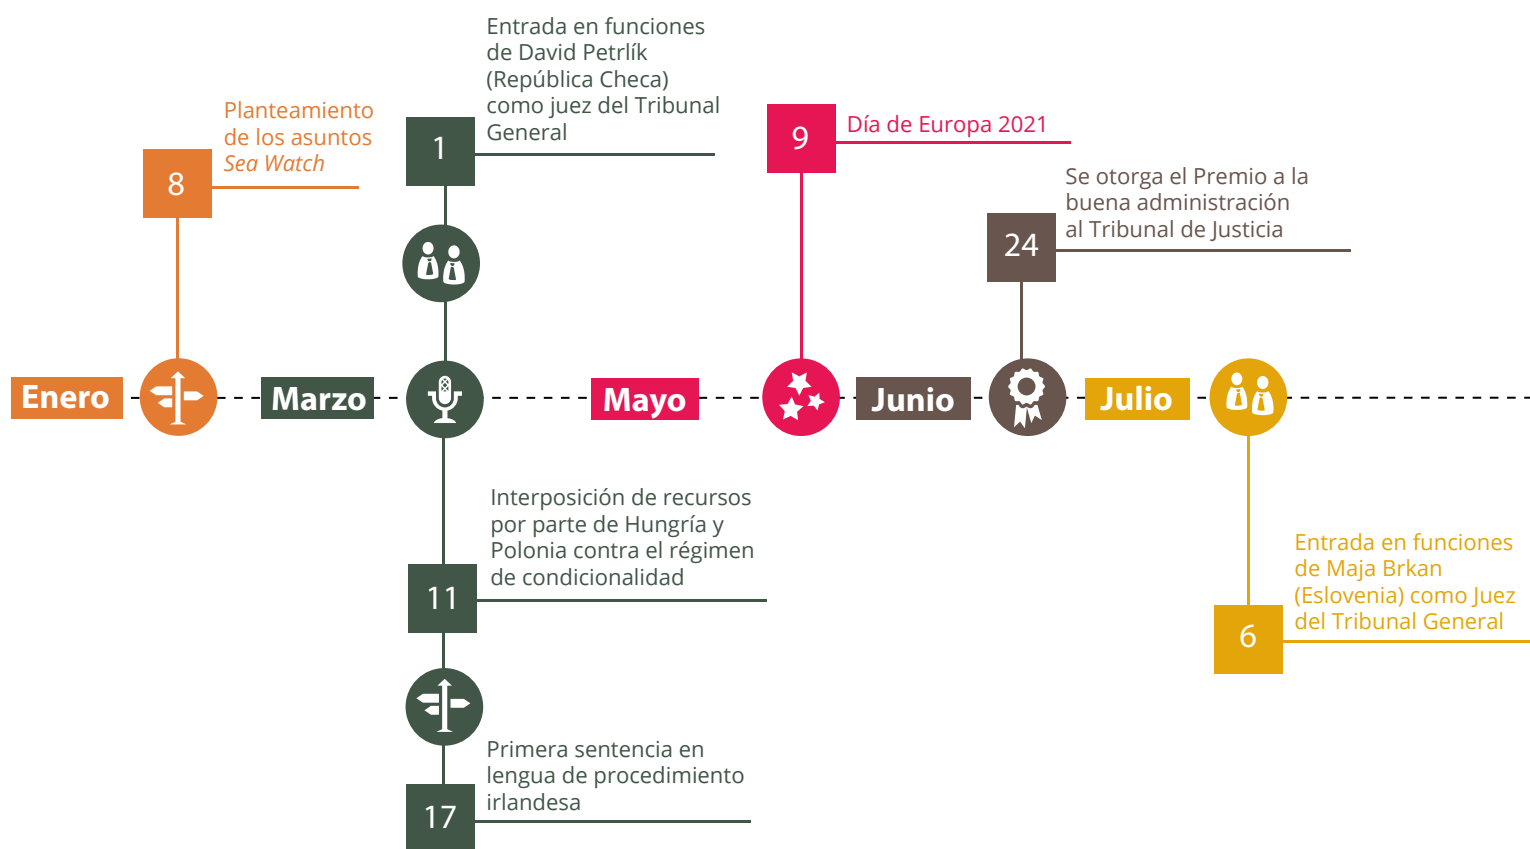 Enero
8
Planteamiento
de los asuntos
Sea Watch
Marzo
1
Entrada en funciones
de David Petrlík
(República Checa)
como juez del Tribunal
General
11
Interposición de recursos
por parte de Hungría y
Polonia contra el régimen
de condicionalidad
17
Primera sentencia en
lengua de procedimiento
irlandesa
Mayo
9
Día de Europa 2021
Junio
24
Se otorga el Premio a la
buena administración
al Tribunal de Justicia
Julio
6
Entrada en funciones
de Maja Brkan
(Eslovenia) como Juez
del Tribunal General